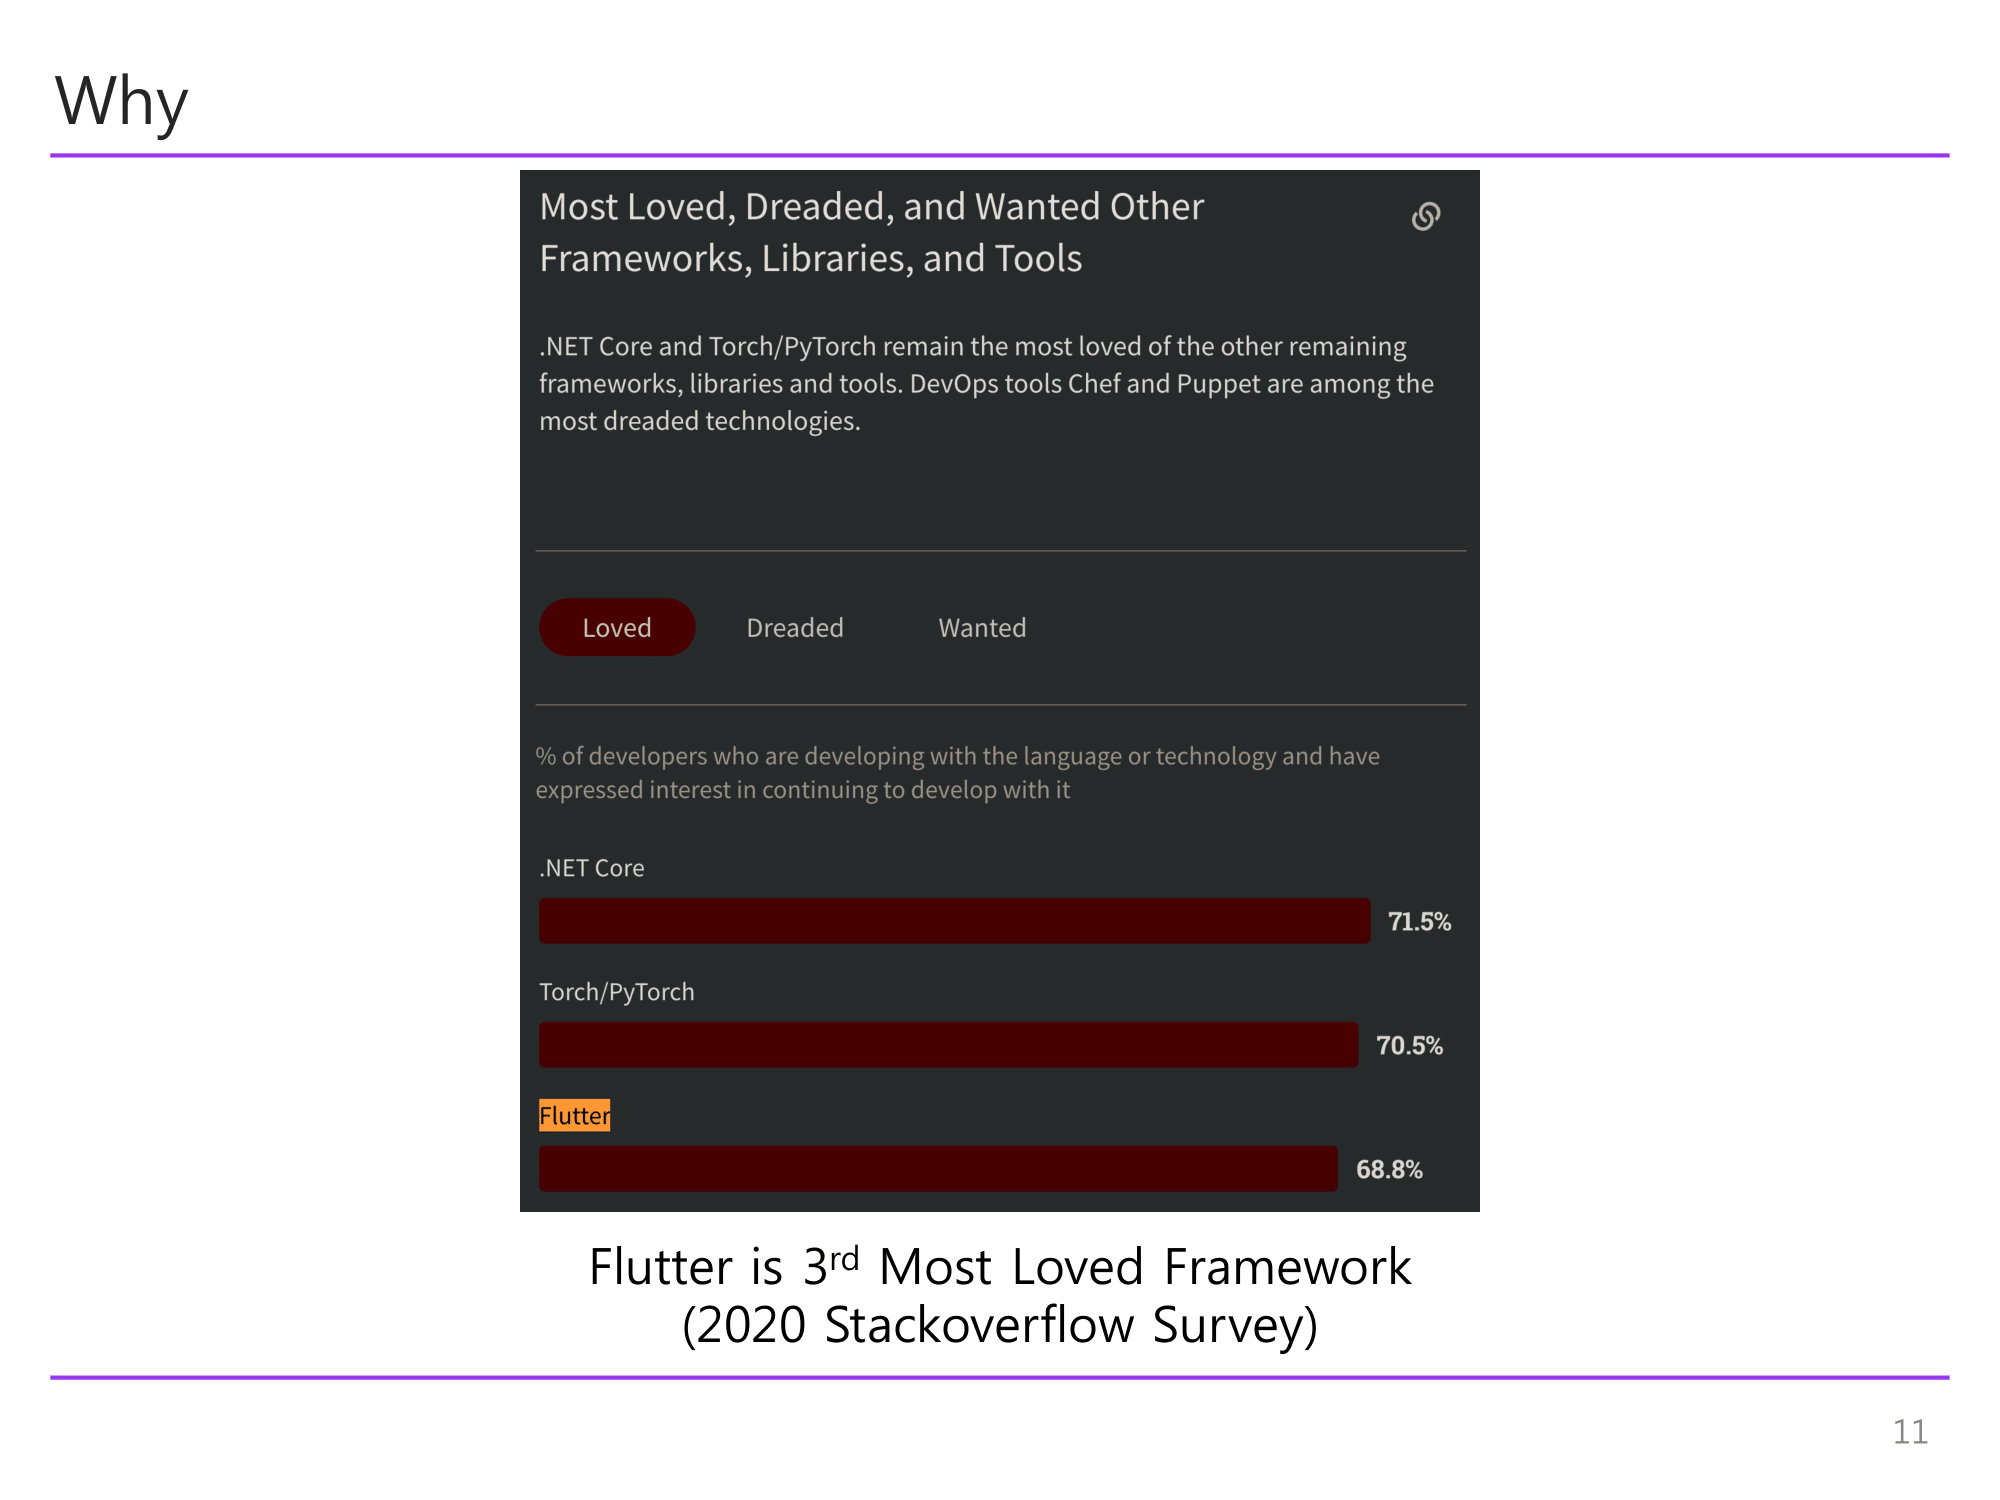 Why
Most Loved, Dreaded, and Wanted Other
Frameworks, Libraries, and Tools
.NET Core and Torch/PyTorch remain the most loved of the other remaining
frameworks, libraries and tools. DevOps tools Chef and Puppet are among the
most dreaded technologies.
Loved Dreaded Wanted
% of developers who are developing with the language or technology and have
expressed interest in continuing to develop with it
.NET Core
71.5%
Torch/PyTorch
70.5%
Flutter
68.8%
Flutter is 3rd Most Loved Framework
(2020 Stackoverflow Survey)
11